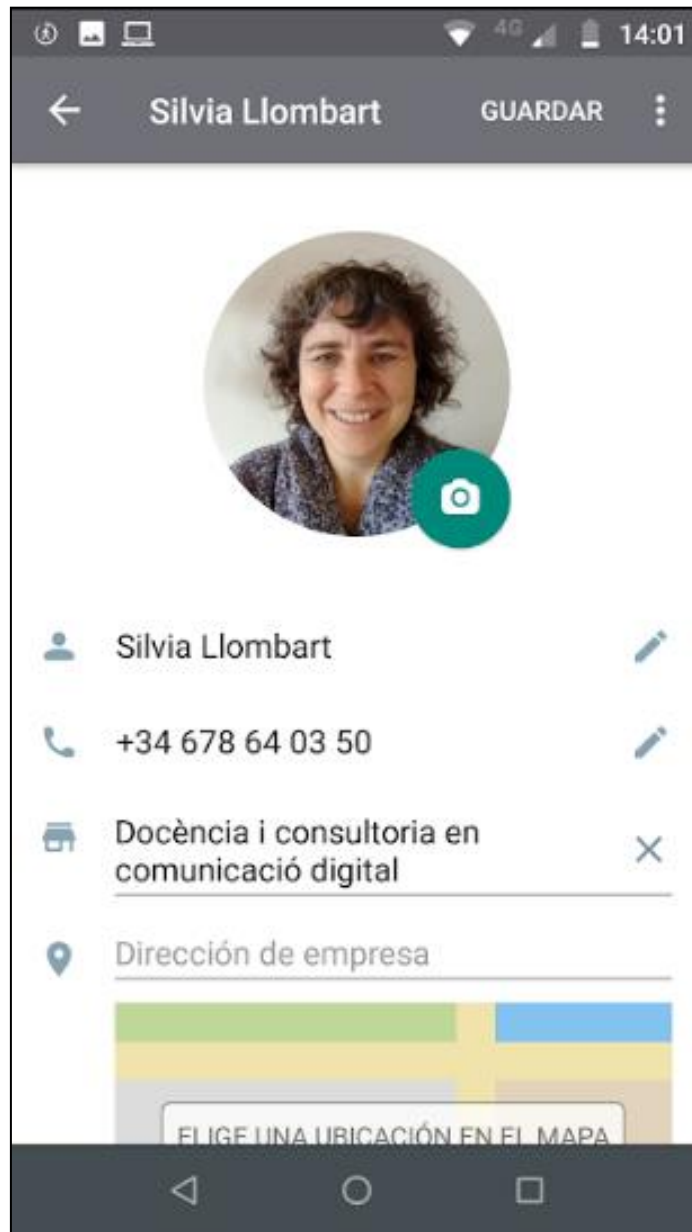 4G 14:01
Silvia Llombart GUARDAR
Silvia Llombart
+34 678 64 03 50
Docència i consultoria en
comunicació digital
Dirección de empresa
ELIGE UNA UBICACIÓN EN EL MAPA